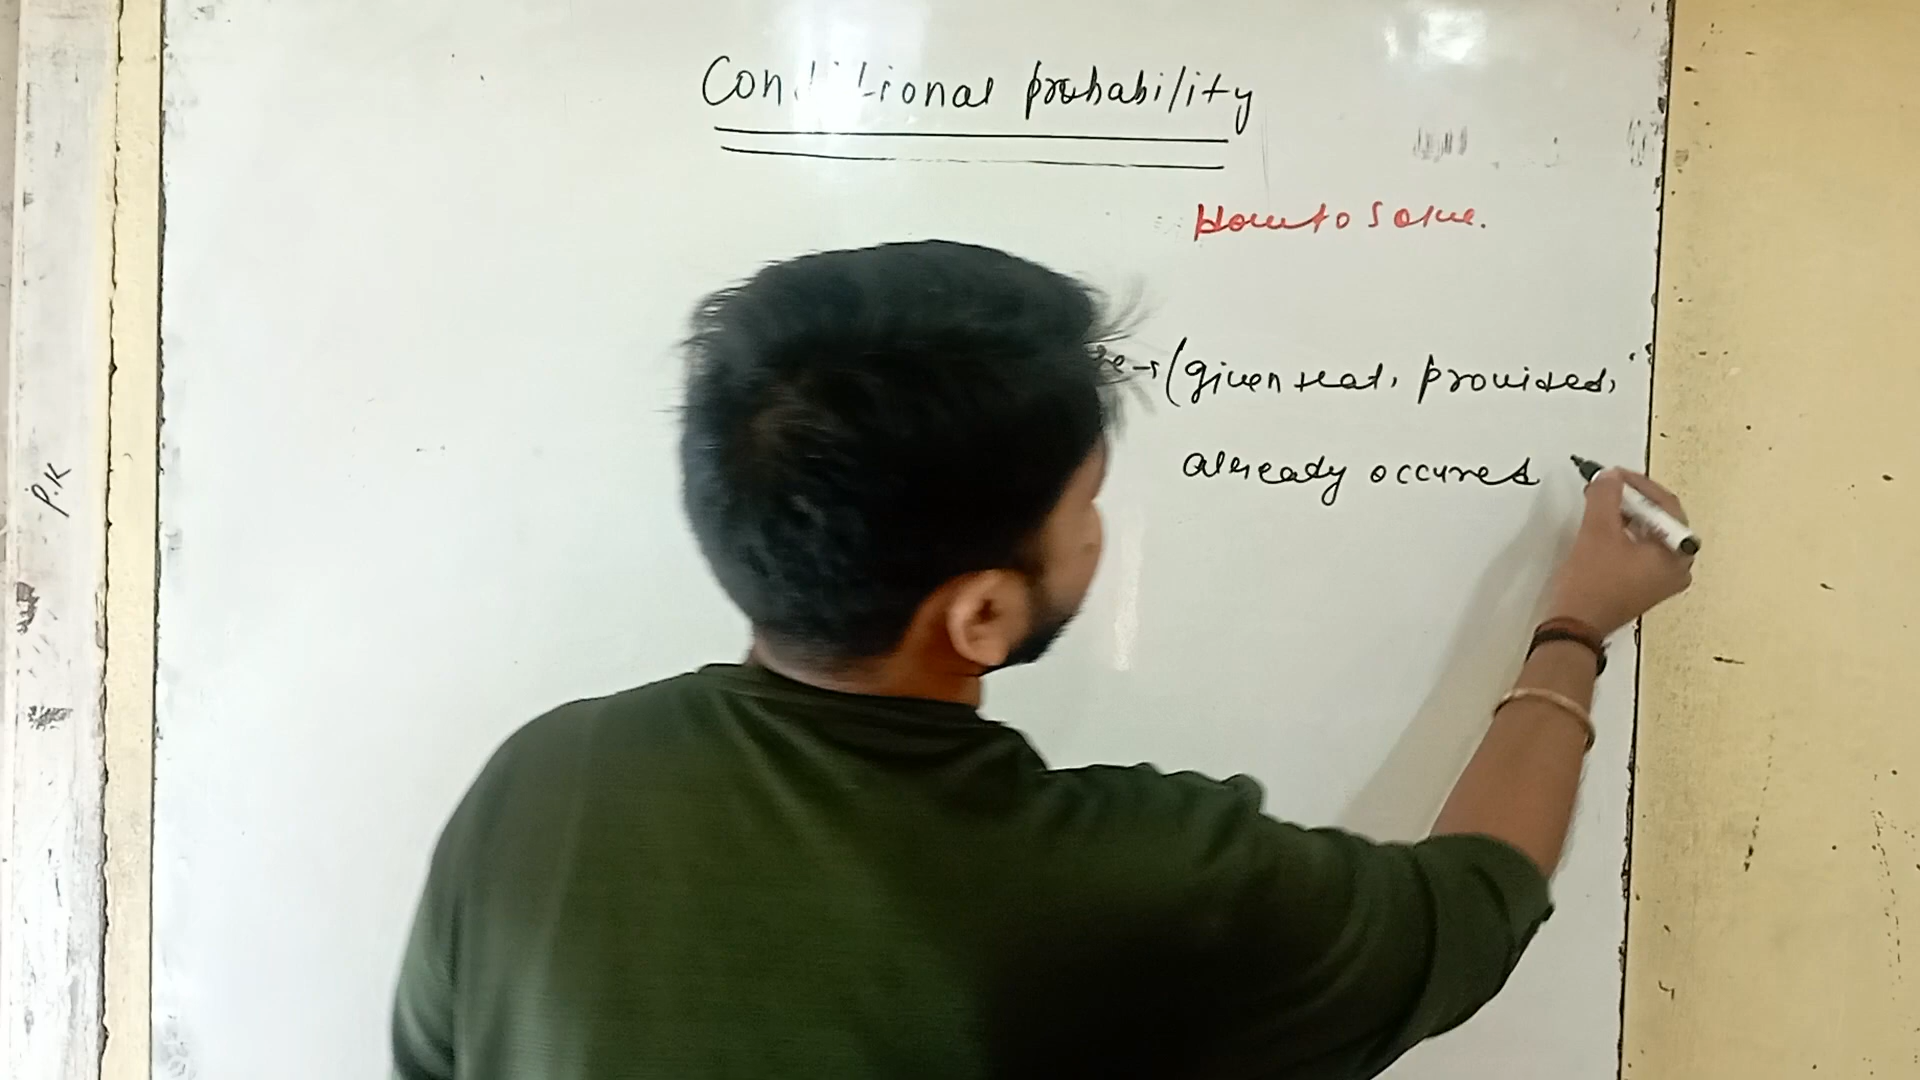 Conditional probability
How to solve.
→ (given that, provided,
already occured
P.K